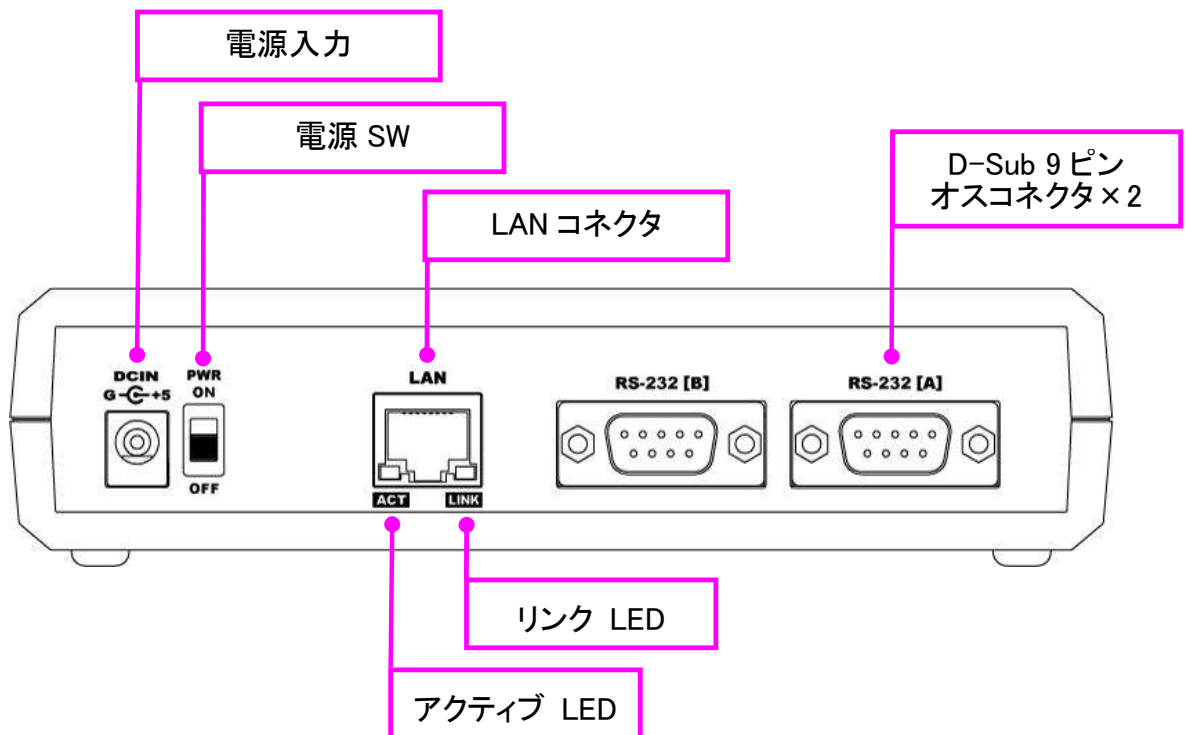 電源入力
電源 SW
D-Sub 9 ピン
オスコネクタ×2
LAN コネクタ
DCIN
G +5
PWR
ON
OFF
LAN
RS-232 [B]
RS-232 [A]
ACT
LINK
リンク LED
アクティブ LED